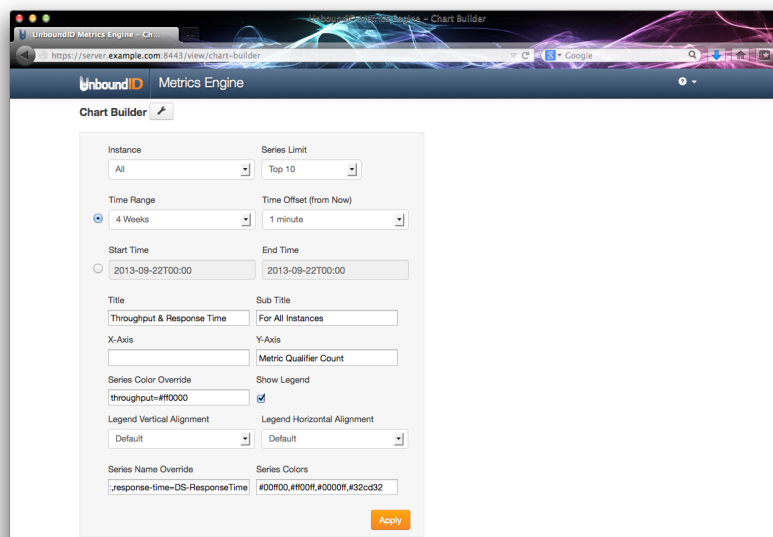 UnboundID Metrics Engine – Chart Builder
UnboundID Metrics Engine – Ch...
https://server.example.com:8443/view/chart-builder
Google
UnboundID Metrics Engine
Chart Builder
Instance Series Limit
All Top 10
Time Range Time Offset (from Now)
4 Weeks 1 minute
Start Time End Time
2013-09-22T00:00 2013-09-22T00:00
Title Sub Title
Throughput & Response Time For All Instances
X-Axis Y-Axis
Metric Qualifier Count
Series Color Override Show Legend
throughput=#ff0000
Legend Vertical Alignment Legend Horizontal Alignment
Default Default
Series Name Override Series Colors
:,response-time=DS-ResponseTime #00ff00,#ff00ff,#0000ff,#32cd32
Apply